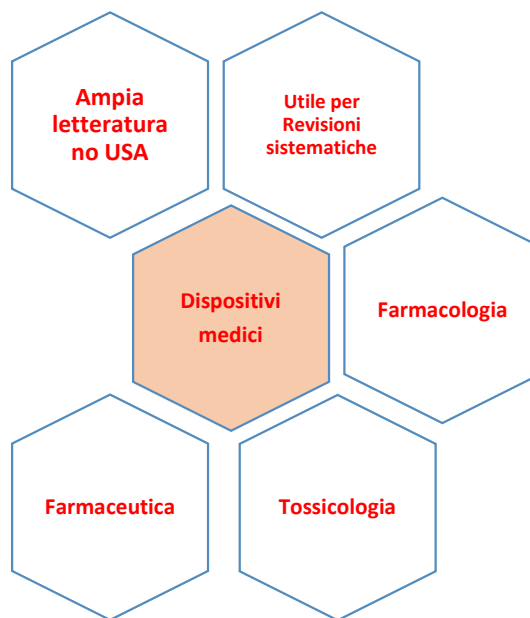 Ampia
letteratura
no USA
Utile per
Revisioni
sistematiche
Dispositivi
medici
Farmacologia
Farmaceutica
Tossicologia